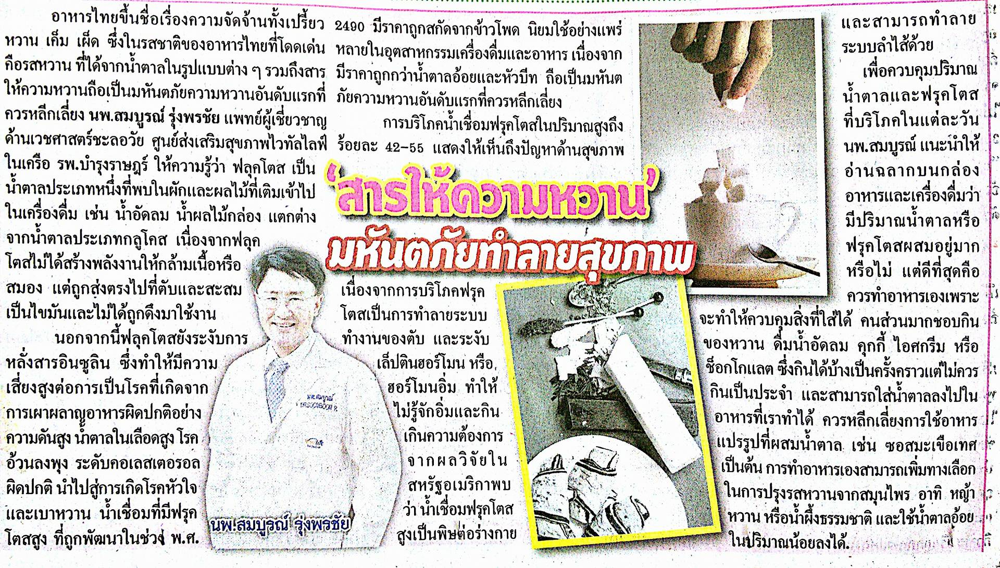 อาหารไทยขึ้นชื่อเรื่องความจัดจ้านทั้งเปรี้ยว
หวาน เค็ม เผ็ด ซึ่งในรสชาติของอาหารไทยที่โดดเด่น
คือรสหวาน ที่ได้จากน้ำตาลในรูปแบบต่าง ๆ รวมถึงสาร
ให้ความหวานถือเป็นมหันตภัยความหวานอันดับแรกที่
ควรหลีกเลี่ยง นพ.สมบูรณ์ รุ่งพรชัย แพทย์ผู้เชี่ยวชาญ
ด้านเวชศาสตร์ชะลอวัย ศูนย์ส่งเสริมสุขภาพไวทัลไลฟ์
ในเครือ รพ.บำรุงราษฎร์ ให้ความรู้ว่า ฟลุคโตส เป็น
น้ำตาลประเภทหนึ่งที่พบในผักและผลไม้ที่เติมเข้าไป
ในเครื่องดื่ม เช่น น้ำอัดลม น้ำผลไม้กล่อง แตกต่าง
จากน้ำตาลประเภทกลูโคส เนื่องจากฟลุค
โตสไม่ได้สร้างพลังงานให้กล้ามเนื้อหรือ
สมอง แต่ถูกส่งตรงไปที่ตับและสะสม
เป็นไขมันและไม่ได้ถูกดึงมาใช้งาน
นอกจากนี้ฟลุคโตสยังระงับการ
หลั่งสารอินซูลิน ซึ่งทำให้มีความ
เสี่ยงสูงต่อการเป็นโรคที่เกิดจาก
การเผาผลาญอาหารผิดปกติอย่าง
ความดันสูง น้ำตาลในเลือดสูง โรค
อ้วนลงพุง ระดับคอเลสเตอรอล
ผิดปกติ นำไปสู่การเกิดโรคหัวใจ
และเบาหวาน น้ำเชื่อมที่มีฟรุค
โตสสูง ที่ถูกพัฒนาในช่วง พ.ศ.
2490 มีราคาถูกสกัดจากข้าวโพด นิยมใช้อย่างแพร่
หลายในอุตสาหกรรมเครื่องดื่มและอาหาร เนื่องจาก
มีราคาถูกกว่าน้ำตาลอ้อยและหัวบีท ถือเป็นมหันต
ภัยความหวานอันดับแรกที่ควรหลีกเลี่ยง
การบริโภคน้ำเชื่อมฟรุคโตสในปริมาณสูงถึง
ร้อยละ 42-55 แสดงให้เห็นถึงปัญหาด้านสุขภาพ
'สารให้ความหวาน'
มหันตภัยทำลายสุขภาพ
เนื่องจากการบริโภคฟรุค
โตสเป็นการทำลายระบบ
ทำงานของตับ และระงับ
เล็ปตินฮอร์โมน หรือ
ฮอร์โมนอิ่ม ทำให้
ไม่รู้จักอิ่มและกิน
เกินความต้องการ
จากผลวิจัยใน
สหรัฐอเมริกาพบ
ว่า น้ำเชื่อมฟรุคโตส
สูงเป็นพิษต่อร่างกาย
นพ.สมบูรณ์
DR.SOMBOON R.
นพ.สมบูรณ์ รุ่งพรชัย
และสามารถทำลาย
ระบบลำไส้ด้วย
เพื่อควบคุมปริมาณ
น้ำตาลและฟรุคโตส
ที่บริโภคในแต่ละวัน
นพ.สมบูรณ์ แนะนำให้
อ่านฉลากบนกล่อง
อาหารและเครื่องดื่มว่า
มีปริมาณน้ำตาลหรือ
ฟรุคโตสผสมอยู่มาก
หรือไม่ แต่ดีที่สุดคือ
ควรทำอาหารเองเพราะ
จะทำให้ควบคุมสิ่งที่ใส่ได้ คนส่วนมากชอบกิน
ของหวาน ดื่มน้ำอัดลม คุกกี้ ไอศกรีม หรือ
ช็อกโกแลต ซึ่งกินได้บ้างเป็นครั้งคราวแต่ไม่ควร
กินเป็นประจำ และสามารถใส่น้ำตาลลงไปใน
อาหารที่เราทำได้ ควรหลีกเลี่ยงการใช้อาหาร
แปรรูปที่ผสมน้ำตาล เช่น ซอสมะเขือเทศ
เป็นต้น การทำอาหารเองสามารถเพิ่มทางเลือก
ในการปรุงรสหวานจากสมุนไพร อาทิ หญ้า
หวาน หรือน้ำผึ้งธรรมชาติ และใช้น้ำตาลอ้อย
ในปริมาณน้อยลงได้.